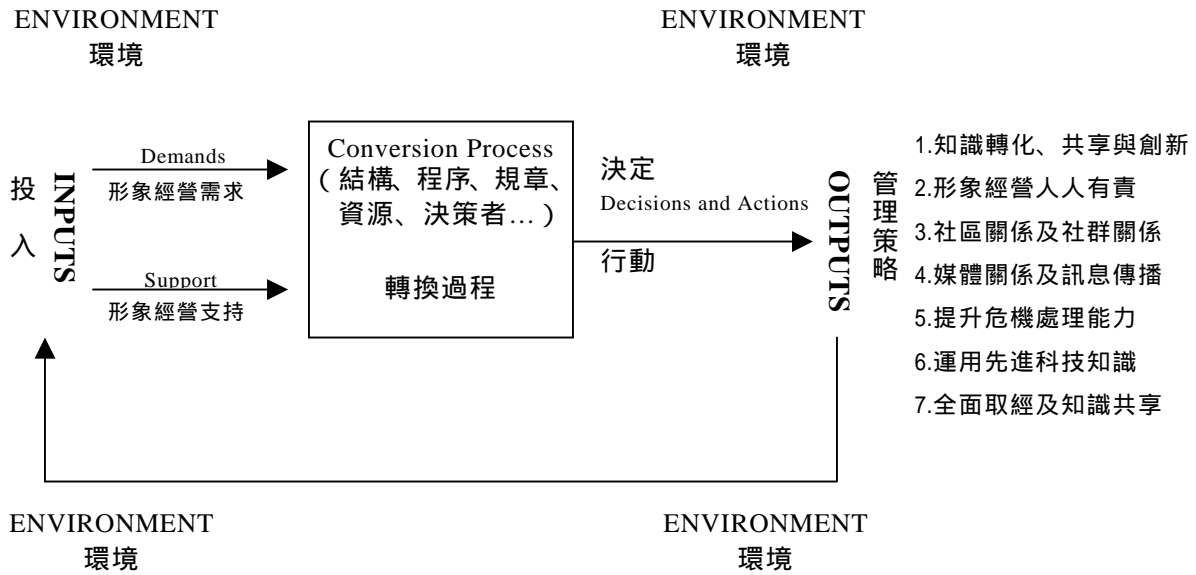 ENVIRONMENT
環境
ENVIRONMENT
環境
投入
INPUTS
Demands
形象經營需求
Support
形象經營支持
Conversion Process
（結構、程序、規章、
資源、決策者…）
轉換過程
決定
Decisions and Actions
行動
OUTPUTS
管理策略
1.知識轉化、共享與創新
2.形象經營人人有責
3.社區關係及社群關係
4.媒體關係及訊息傳播
5.提升危機處理能力
6.運用先進科技知識
7.全面取經及知識共享
ENVIRONMENT
環境
ENVIRONMENT
環境